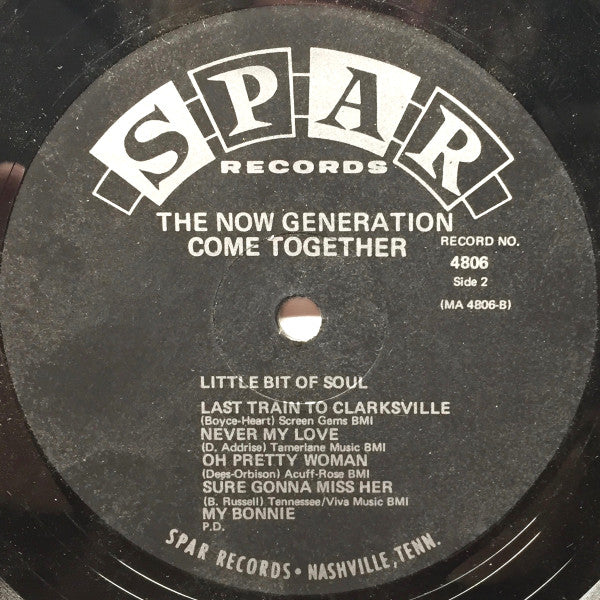 SPAR
RECORDS
THE NOW GENERATION
COME TOGETHER
RECORD NO.
4806
Side 2
(MA 4806-B)
LITTLE BIT OF SOUL
LAST TRAIN TO CLARKSVILLE
(Boyce-Heart) Screen Gems BMI
NEVER MY LOVE
(D. Addrise) Tamerlane Music BMI
OH PRETTY WOMAN
(Dees-Orbison) Acuff-Rose BMI
SURE GONNA MISS HER
(B. Russell) Tennessee/Viva Music BMI
MY BONNIE
P.D.
SPAR RECORDS • NASHVILLE, TENN.